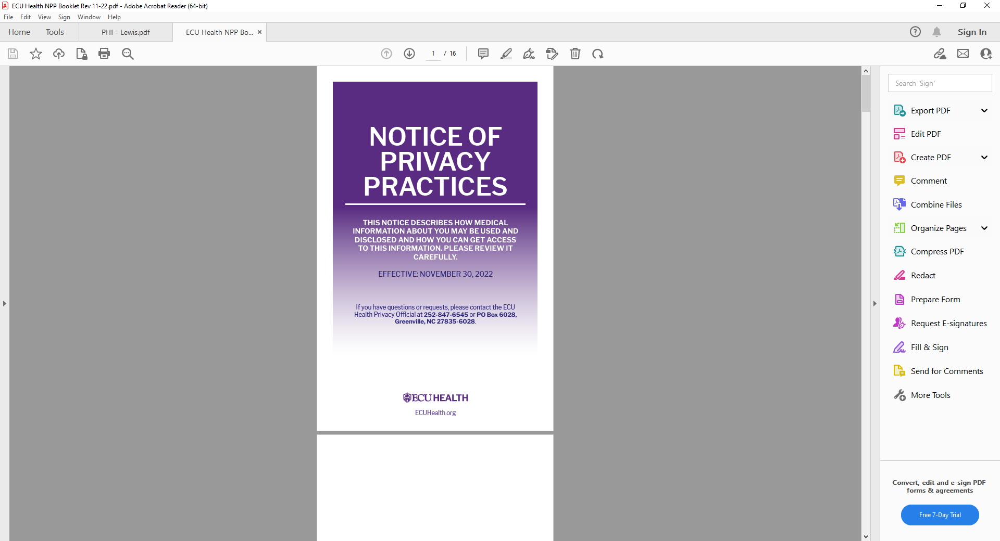 ECU Health NPP Booklet Rev 11-22.pdf - Adobe Acrobat Reader (64-bit)
File Edit View Sign Window Help
Home Tools PHI - Lewis.pdf ECU Health NPP Bo... Sign In
1 / 16
NOTICE OF
PRIVACY
PRACTICES
THIS NOTICE DESCRIBES HOW MEDICAL
INFORMATION ABOUT YOU MAY BE USED AND
DISCLOSED AND HOW YOU CAN GET ACCESS
TO THIS INFORMATION. PLEASE REVIEW IT
CAREFULLY.
EFFECTIVE: NOVEMBER 30, 2022
If you have questions or requests, please contact the ECU
Health Privacy Official at 252-847-6545 or PO Box 6028,
Greenville, NC 27835-6028.
ECU HEALTH
ECUHealth.org
Search 'Sign'
Export PDF
Edit PDF
Create PDF
Comment
Combine Files
Organize Pages
Compress PDF
Redact
Prepare Form
Request E-signatures
Fill & Sign
Send for Comments
More Tools
Convert, edit and e-sign PDF
forms & agreements
Free 7-Day Trial